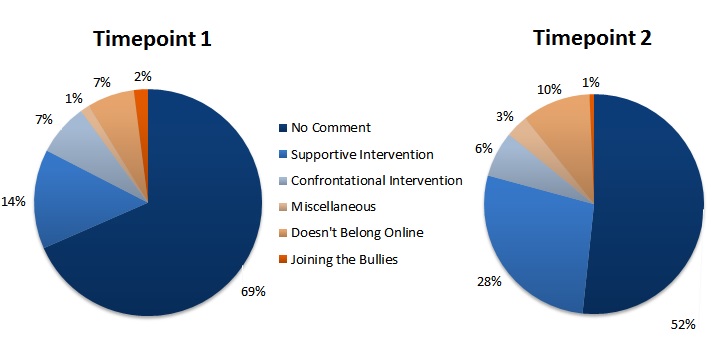 Timepoint 1
2%
7%
1%
7%
14%
69%
No Comment
Supportive Intervention
Confrontational Intervention
Miscellaneous
Doesn't Belong Online
Joining the Bullies
Timepoint 2
1%
10%
3%
6%
28%
52%